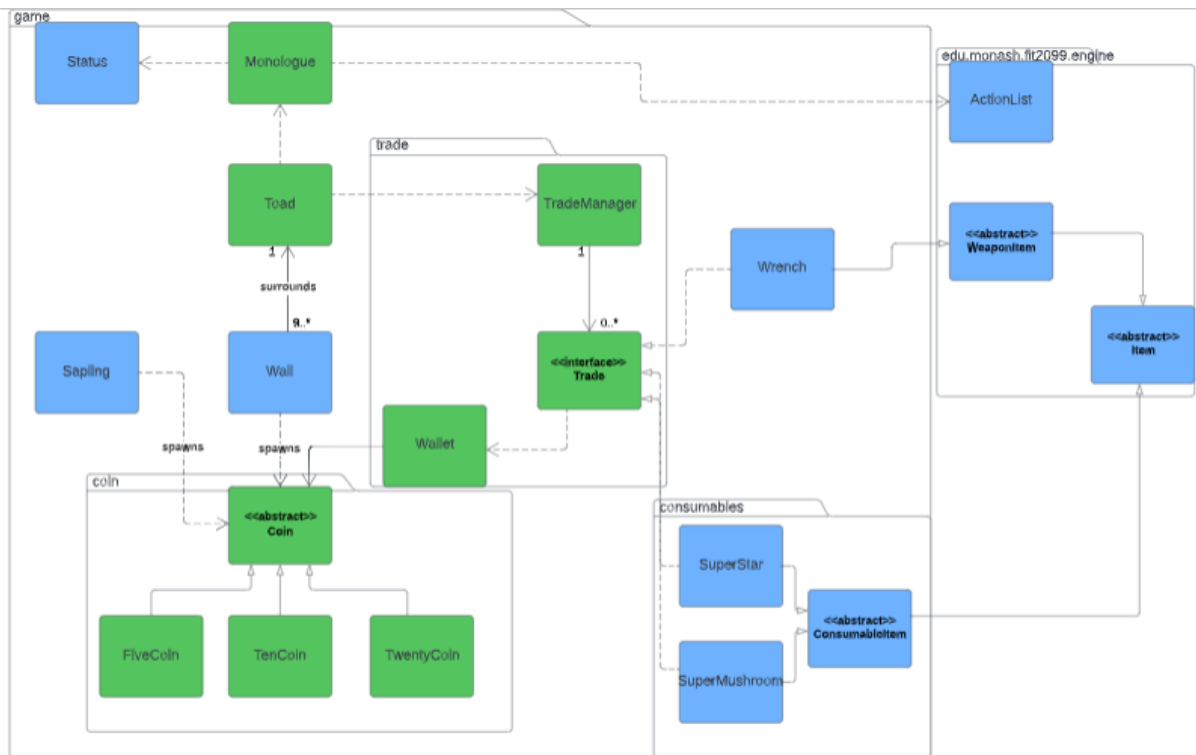 game
edu.monash.fit2099.engine
Status
Monologue
ActionList
trade
Toad
TradeManager
<<abstract>>
WeaponItem
1
1
Wrench
surrounds
0..*
<<interface>>
Trade
<<abstract>>
Item
Sapling
Wall
Wallet
spawns
spawns
coin
<<abstract>>
Coin
consumables
SuperStar
<<abstract>>
ConsumableItem
FiveCoin
TenCoin
TwentyCoin
SuperMushroom